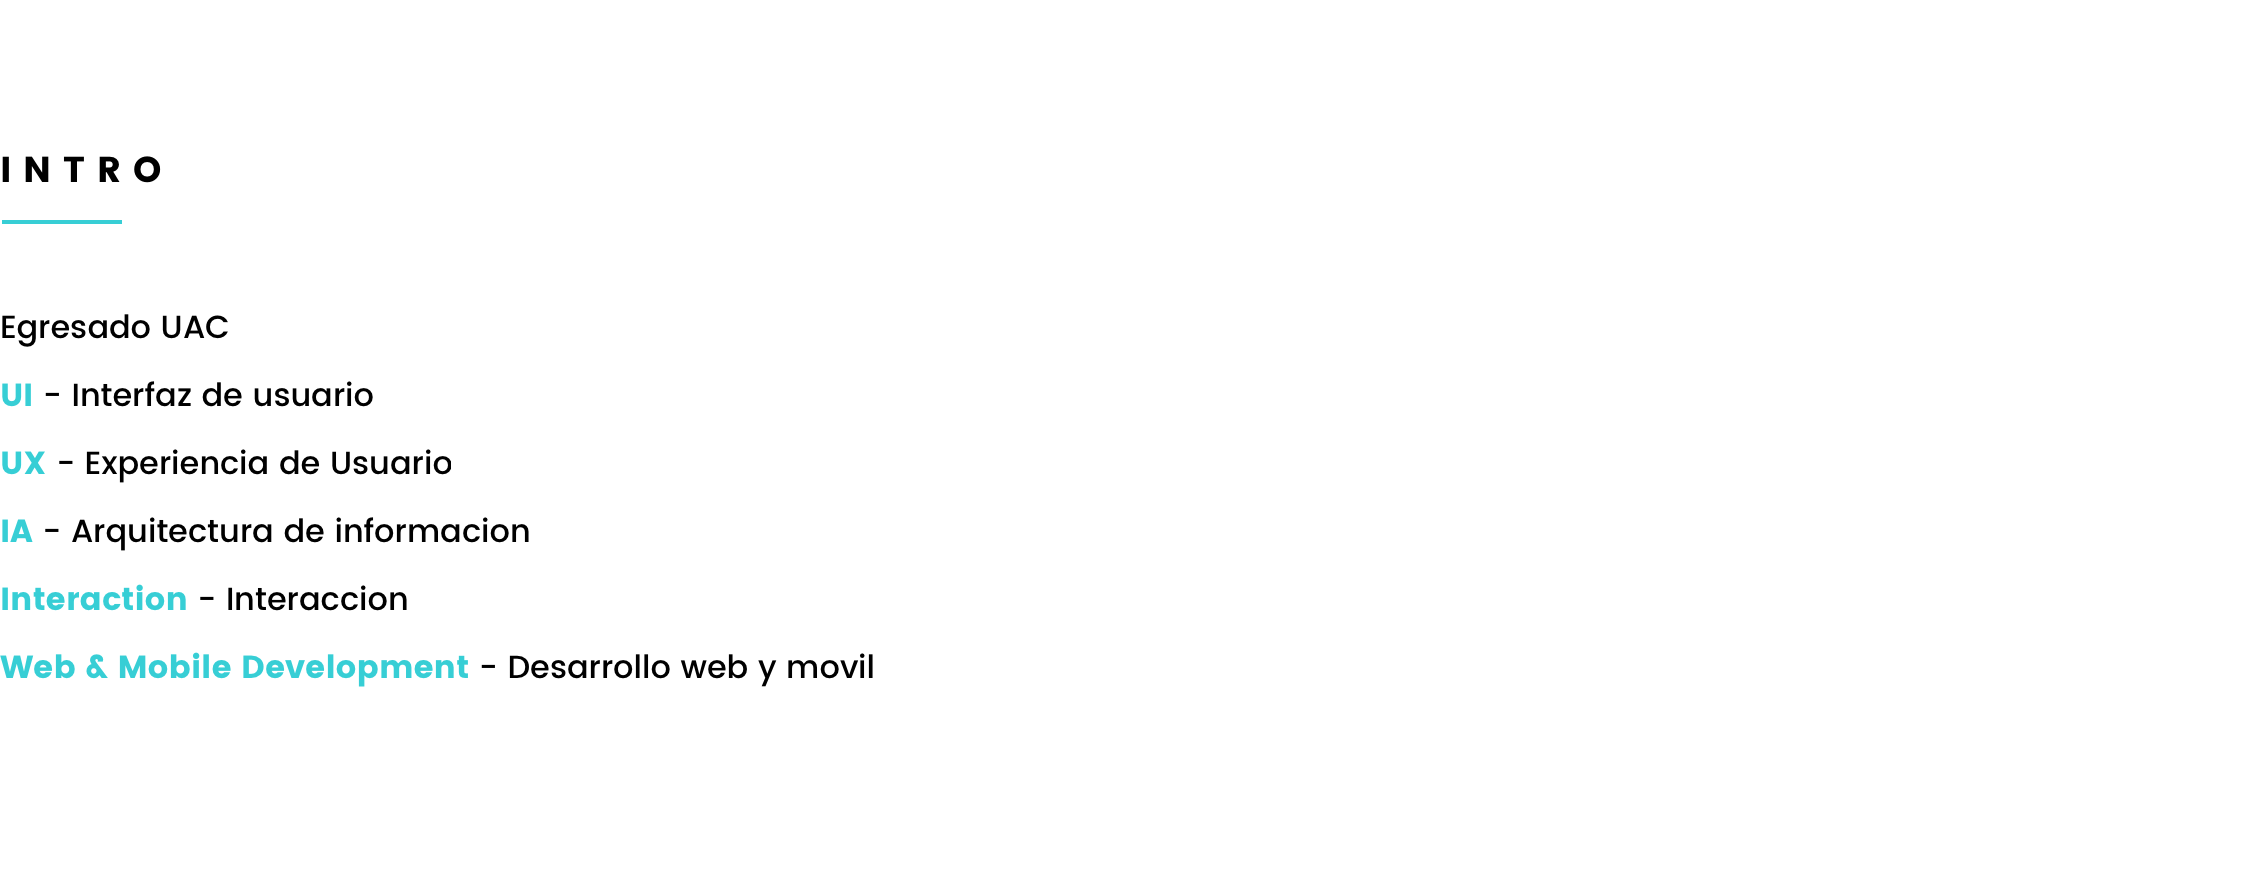 INTRO
Egresado UAC
UI - Interfaz de usuario
UX - Experiencia de Usuario
IA - Arquitectura de informacion
Interaction - Interaccion
Web & Mobile Development - Desarrollo web y movil